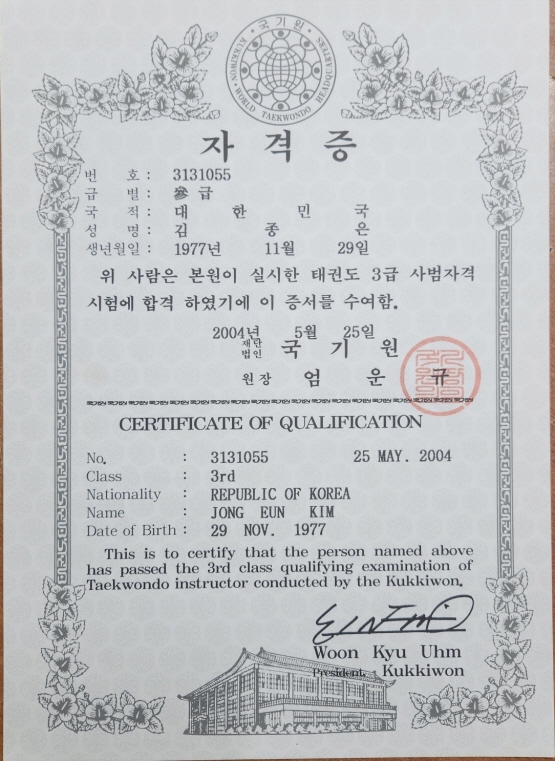 국기원
WORLD TAEKWONDO HEADQUARTERS · KUKKIWON
자격증
번 호 : 3131055
급 별 : 參 급
국 적 : 대 한 민 국
성 명 : 김 종 은
생년월일 : 1977년 11월 29일
위 사람은 본원이 실시한 태권도 3급 사범자격
시험에 합격 하였기에 이 증서를 수여함.
2004년 5월 25일
재단법인 국 기 원
원장 엄 운 규
CERTIFICATE OF QUALIFICATION
No. : 3131055 25 MAY. 2004
Class : 3rd
Nationality : REPUBLIC OF KOREA
Name : JONG EUN KIM
Date of Birth : 29 NOV. 1977
This is to certify that the person named above
has passed the 3rd class qualifying examination of
Taekwondo instructor conducted by the Kukkiwon.
Woon Kyu Uhm
President, Kukkiwon